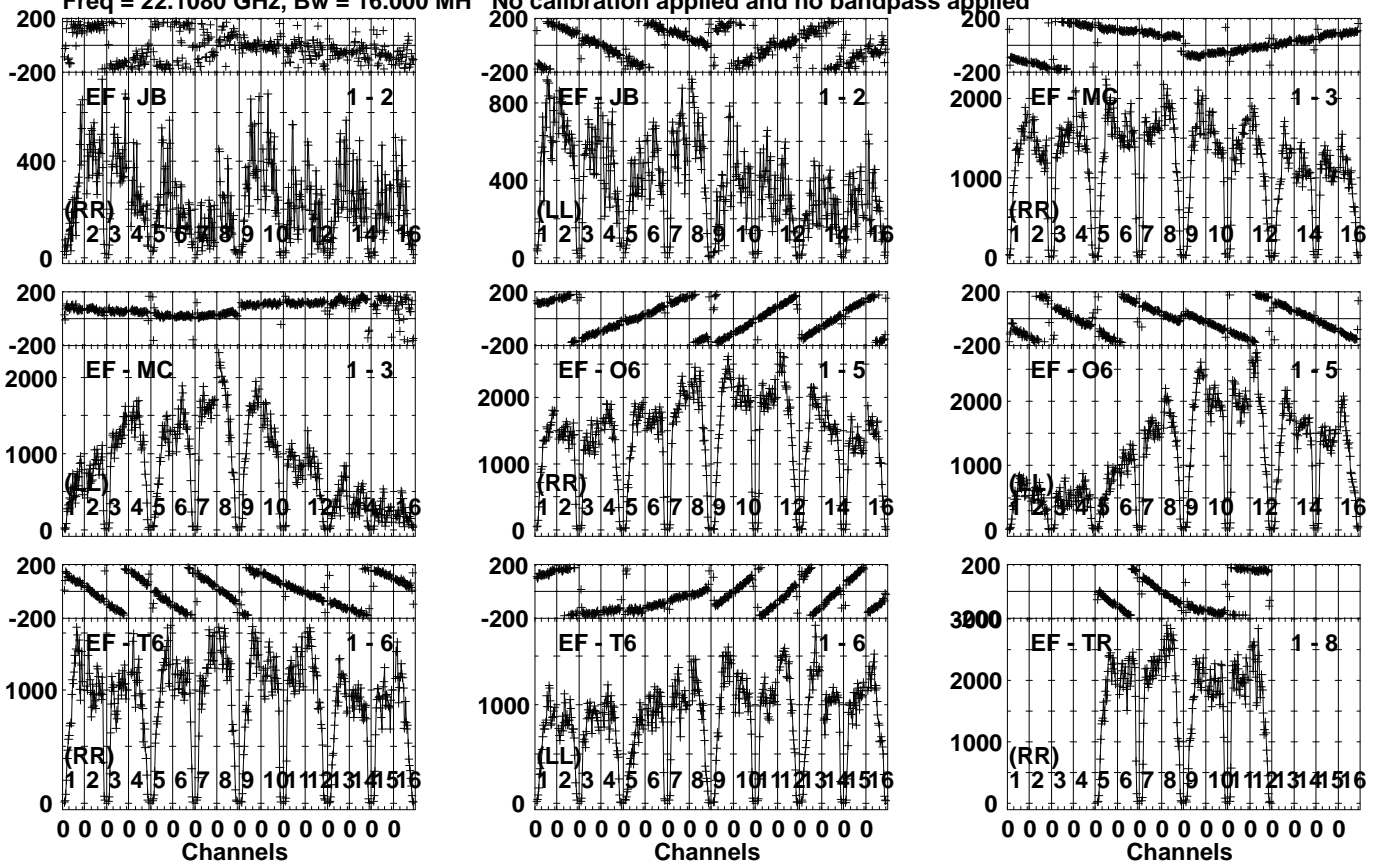 Freq = 22.1080 GHz, Bw = 16.000 MH No calibration applied and no bandpass applied
200
-200
EF - JB 1 - 2
400
0
(RR)
1 2 3 4 5 6 7 8 9 10 12 14 16
200
-200
EF - JB 1 - 2
800
400
0
(LL)
1 2 3 4 5 6 7 8 9 10 12 14 16
200
-200
EF - MC 1 - 3
2000
1000
0
(RR)
1 2 3 4 5 6 7 8 9 10 12 14 16
200
-200
EF - MC 1 - 3
2000
1000
0
(LL)
1 2 3 4 5 6 7 8 9 10 12 14 16
200
-200
EF - O6 1 - 5
2000
1000
0
(RR)
1 2 3 4 5 6 7 8 9 10 12 14 16
200
-200
EF - O6 1 - 5
2000
1000
0
(LL)
1 2 3 4 5 6 7 8 9 10 12 14 16
200
-200
EF - T6 1 - 6
1000
0
(RR)
1 2 3 4 5 6 7 8 9 10 11 12 13 14 15 16
200
-200
EF - T6 1 - 6
1000
0
(LL)
1 2 3 4 5 6 7 8 9 10 11 12 13 14 15 16
200
-200
3000
EF - TR 1 - 8
2000
1000
0
(RR)
1 2 3 4 5 6 7 8 9 10 11 12 13 14 15 16
0 0 0 0 0 0 0 0 0 0 0 0 0 0 0 0
Channels
0 0 0 0 0 0 0 0 0 0 0 0 0 0 0 0
Channels
0 0 0 0 0 0 0 0 0 0 0 0 0 0 0 0
Channels